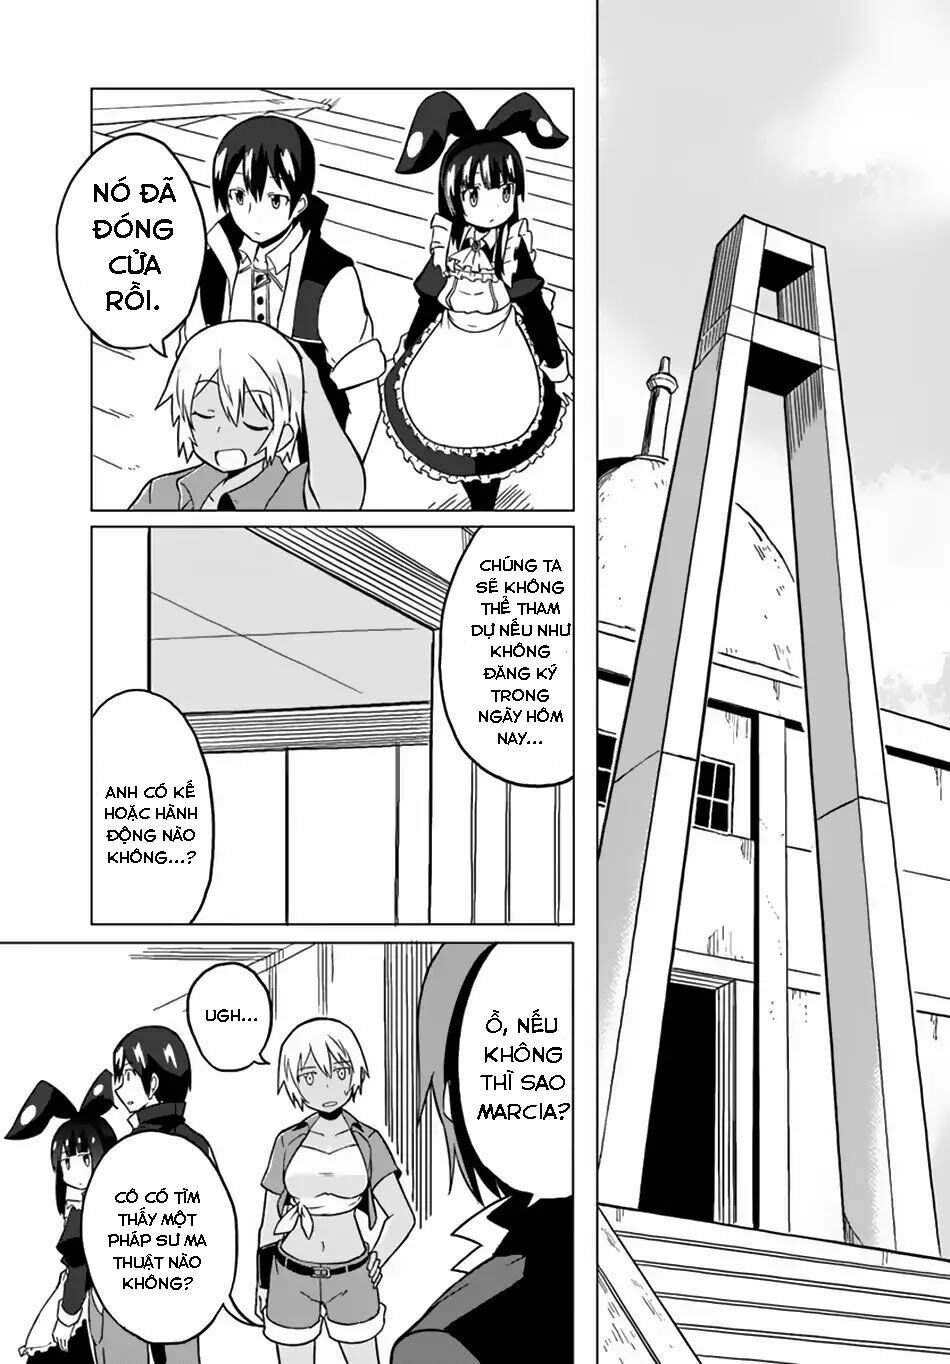 NÓ ĐÃ
ĐÓNG
CỬA
RỒI.
CHÚNG TA
SẼ KHÔNG
THỂ THAM
DỰ NẾU NHƯ
KHÔNG
ĐĂNG KÝ
TRONG
NGÀY HÔM
NAY...
ANH CÓ KẾ
HOẶC HÀNH
ĐỘNG NÀO
KHÔNG...?
Ồ, NẾU
KHÔNG
THÌ SAO
MARCIA?
UGH...
CÔ CÓ TÌM
THẤY MỘT
PHÁP SƯ MA
THUẬT NÀO
KHÔNG?